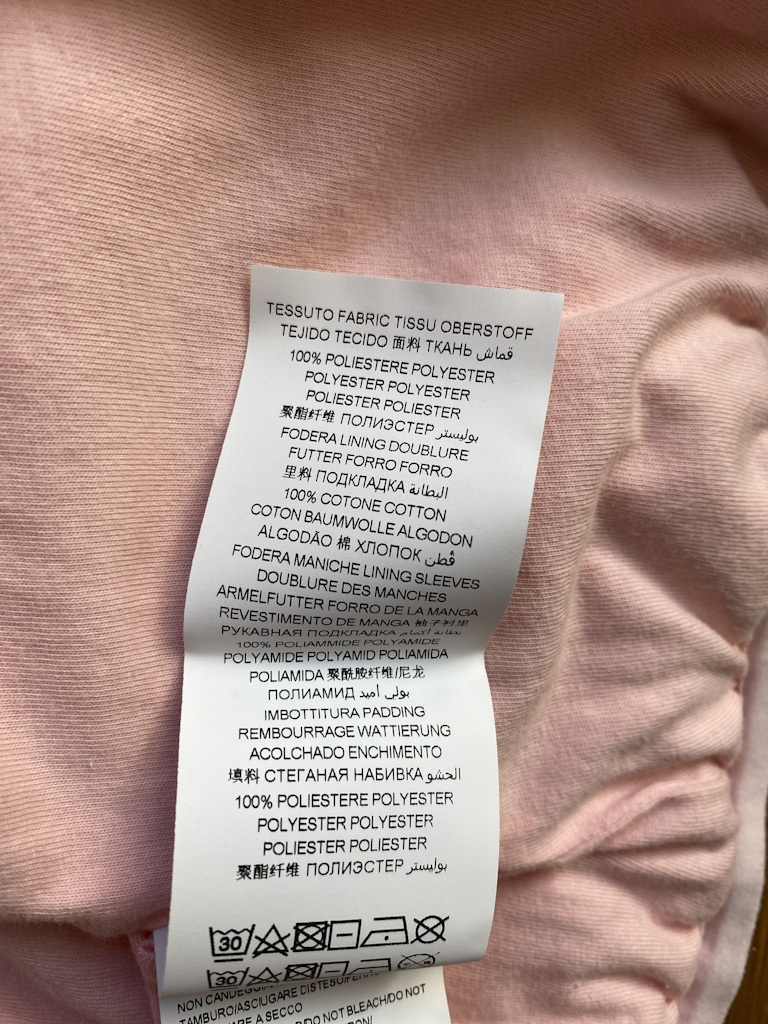 TESSUTO FABRIC TISSU OBERSTOFF
TEJIDO TECIDO 面料 ТКАНЬ قماش
100% POLIESTERE POLYESTER
POLYESTER POLYESTER
POLIESTER POLIESTER
聚酯纤维 ПОЛИЭСТЕР بوليستر
FODERA LINING DOUBLURE
FUTTER FORRO FORRO
里料 ПОДКЛАДКА البطانة
100% COTONE COTTON
COTON BAUMWOLLE ALGODON
ALGODÃO 棉 ХЛОПОК قطن
FODERA MANICHE LINING SLEEVES
DOUBLURE DES MANCHES
ARMELFUTTER FORRO DE LA MANGA
REVESTIMENTO DE MANGA 袖子衬里
РУКАВНАЯ ПОДКЛАДКА بطانة أكمام
100% POLIAMMIDE POLYAMIDE
POLYAMIDE POLYAMID POLIAMIDA
POLIAMIDA 聚酰胺纤维/尼龙
ПОЛИАМИД بولي اميد
IMBOTTITURA PADDING
REMBOURRAGE WATTIERUNG
ACOLCHADO ENCHIMENTO
填料 СТЕГАНАЯ НАБИВКА الحشو
100% POLIESTERE POLYESTER
POLYESTER POLYESTER
POLIESTER POLIESTER
聚酯纤维 ПОЛИЭСТЕР بوليستر
30
30
NON
TAMBURO/ASCIUGARE
A SECCO
DO NOT BLEACH/DO NOT